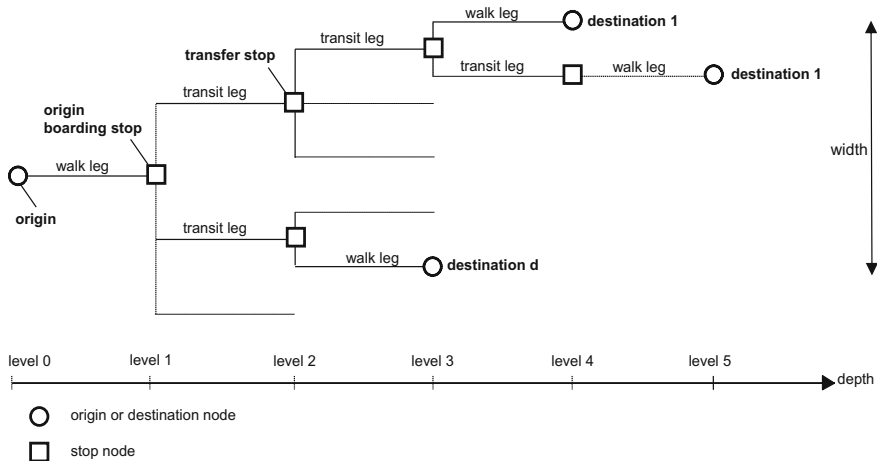 walk leg
destination 1
transit leg
transfer stop
transit leg
walk leg
destination 1
transit leg
origin
boarding stop
width
walk leg
origin
transit leg
walk leg
destination d
level 0
level 1
level 2
level 3
level 4
level 5
depth
origin or destination node
stop node